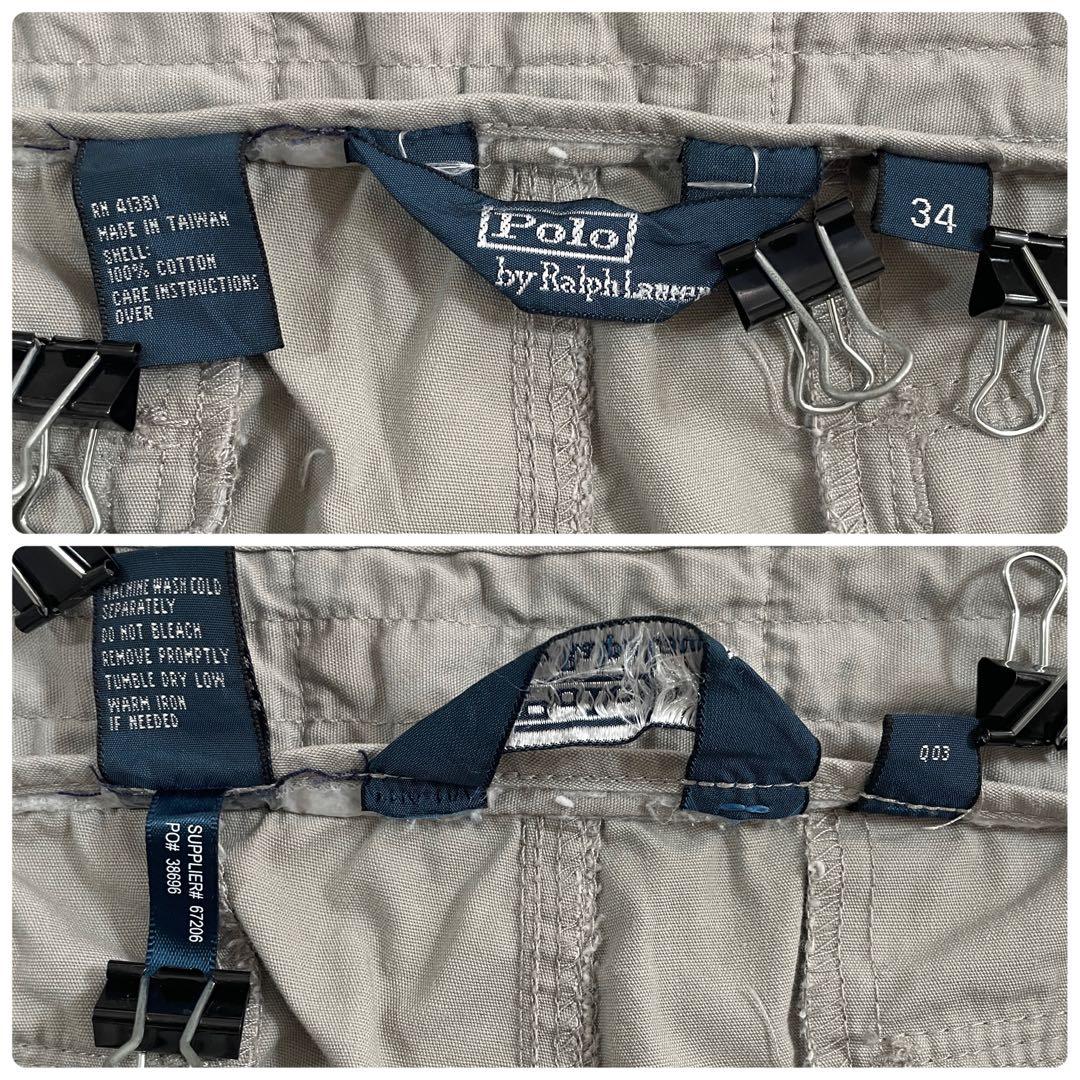 RN 41381
MADE IN TAIWAN
SHELL:
100% COTTON
CARE INSTRUCTIONS
OVER
Polo
by Ralph Lauren
34
MACHINE WASH COLD
SEPARATELY
DO NOT BLEACH
REMOVE PROMPTLY
TUMBLE DRY LOW
WARM IRON
IF NEEDED
Q03
SUPPLIER# 67206
PO# 38696